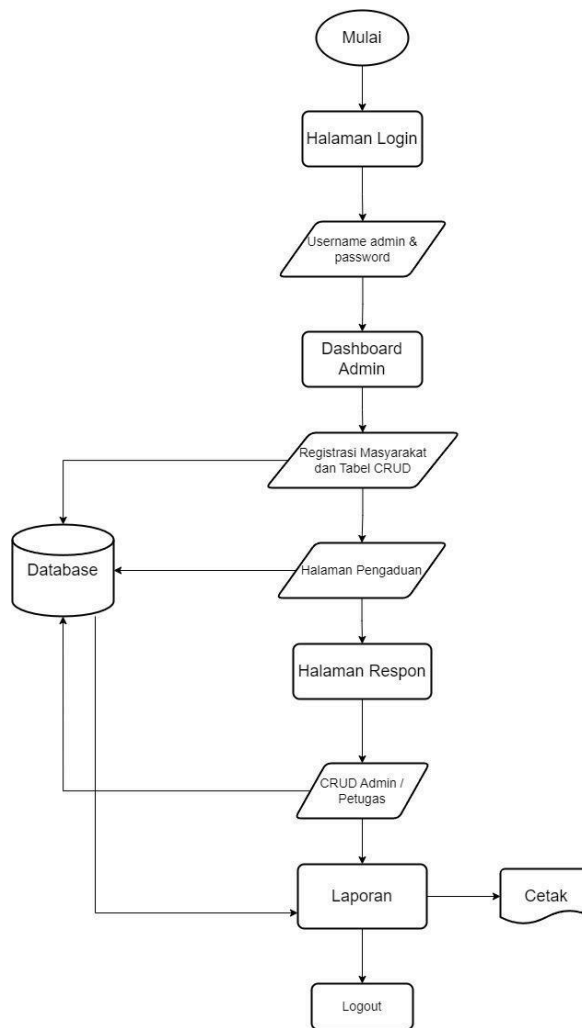 Mulai
Halaman Login
Username admin &
password
Dashboard
Admin
Registrasi Masyarakat
dan Tabel CRUD
Database
Halaman Pengaduan
Halaman Respon
CRUD Admin /
Petugas
Laporan
Cetak
Logout